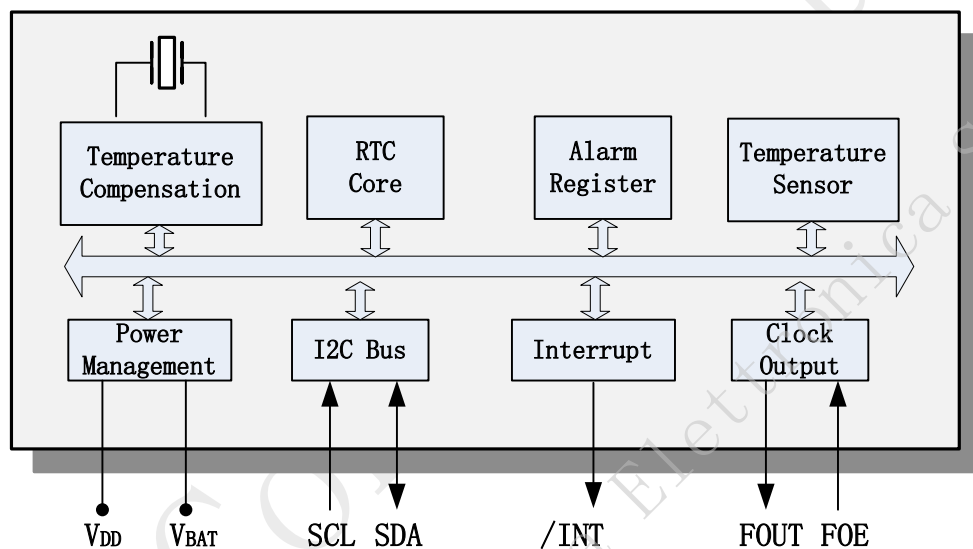 Temperature
Compensation
RTC
Core
Alarm
Register
Temperature
Sensor
Power
Management
I2C Bus
Interrupt
Clock
Output
VDD
VBAT
SCL
SDA
/INT
FOUT
FOE
Elettronica